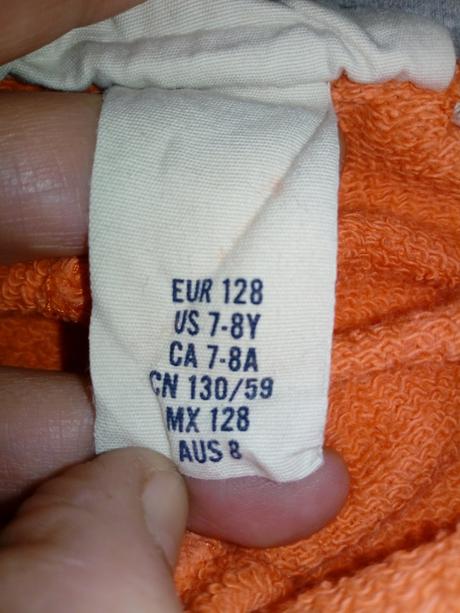 EUR 128
US 7-8Y
CA 7-8A
CN 130/59
MX 128
AUS 8